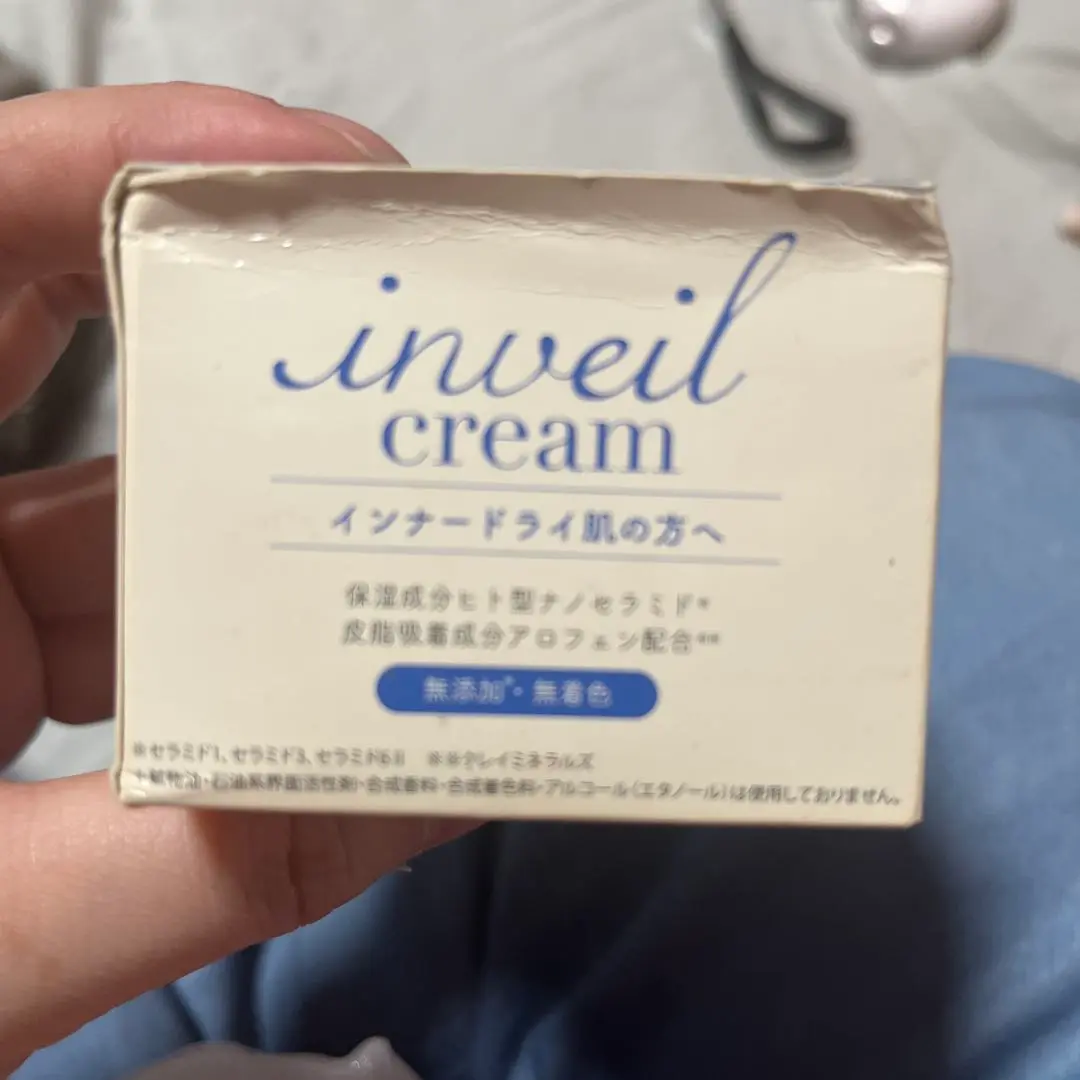 inveil
cream
インナードライ肌の方へ
保湿成分ヒト型ナノセラミド*
皮脂吸着成分アロフェン配合**
無添加*・無着色
※セラミド1、セラミド3、セラミド6Ⅱ ※※クレイミネラルズ
鉱物油・石油系界面活性剤・合成香料・合成着色料・アルコール(エタノール)は使用しておりません。